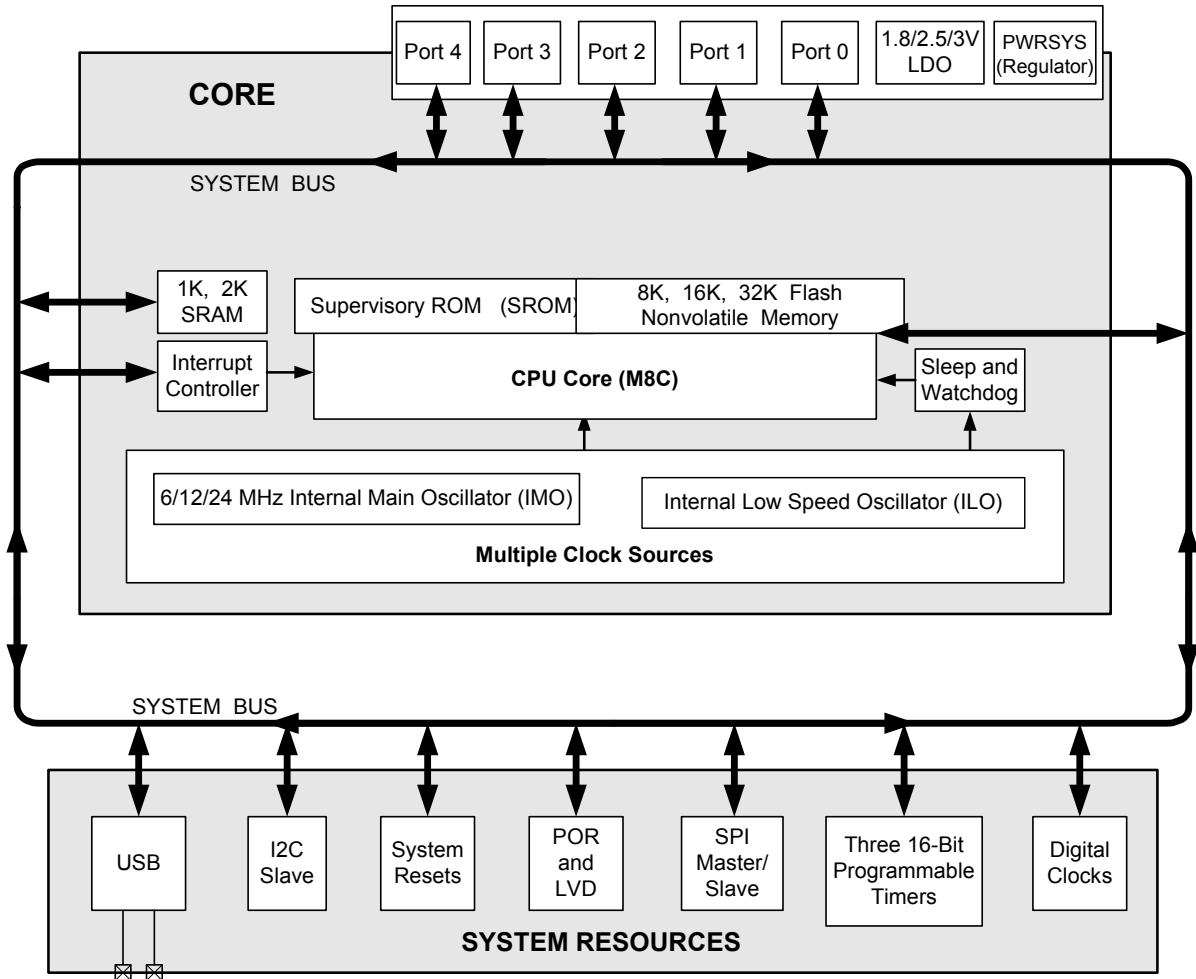 Port 4
Port 3
Port 2
Port 1
Port 0
1.8/2.5/3V
LDO
PWRSYS
(Regulator)
CORE
SYSTEM BUS
1K, 2K
SRAM
Supervisory ROM (SROM)
8K, 16K, 32K Flash
Nonvolatile Memory
Interrupt
Controller
CPU Core (M8C)
Sleep and
Watchdog
6/12/24 MHz Internal Main Oscillator (IMO)
Internal Low Speed Oscillator (ILO)
Multiple Clock Sources
SYSTEM BUS
USB
I2C
Slave
System
Resets
POR
and
LVD
SPI
Master/
Slave
Three 16-Bit
Programmable
Timers
Digital
Clocks
SYSTEM RESOURCES